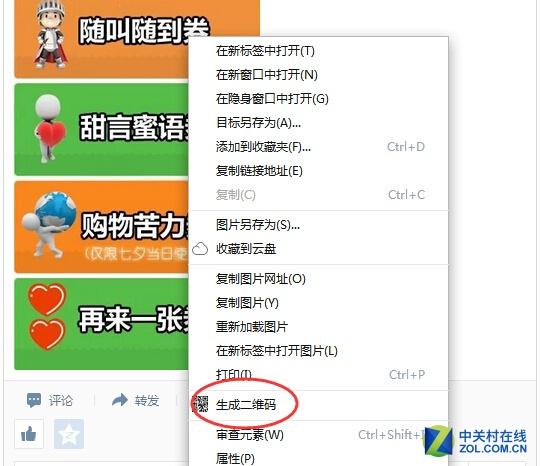 随叫随到券
甜言蜜语
购物苦力
(仅限七夕当日使
再来一张
在新标签中打开(T)
在新窗口中打开(N)
在隐身窗口中打开(G)
目标另存为(A)...
添加到收藏夹(F)... Ctrl+D
复制链接地址(E)
复制(C) Ctrl+C
图片另存为(S)...
收藏到云盘
复制图片网址(O)
复制图片(Y)
重新加载图片
在新标签中打开图片(L)
打印(I) Ctrl+P
生成二维码
审查元素(W) Ctrl+Shift+I
属性(P)
评论
转发
中关村在线
ZOL.COM.CN